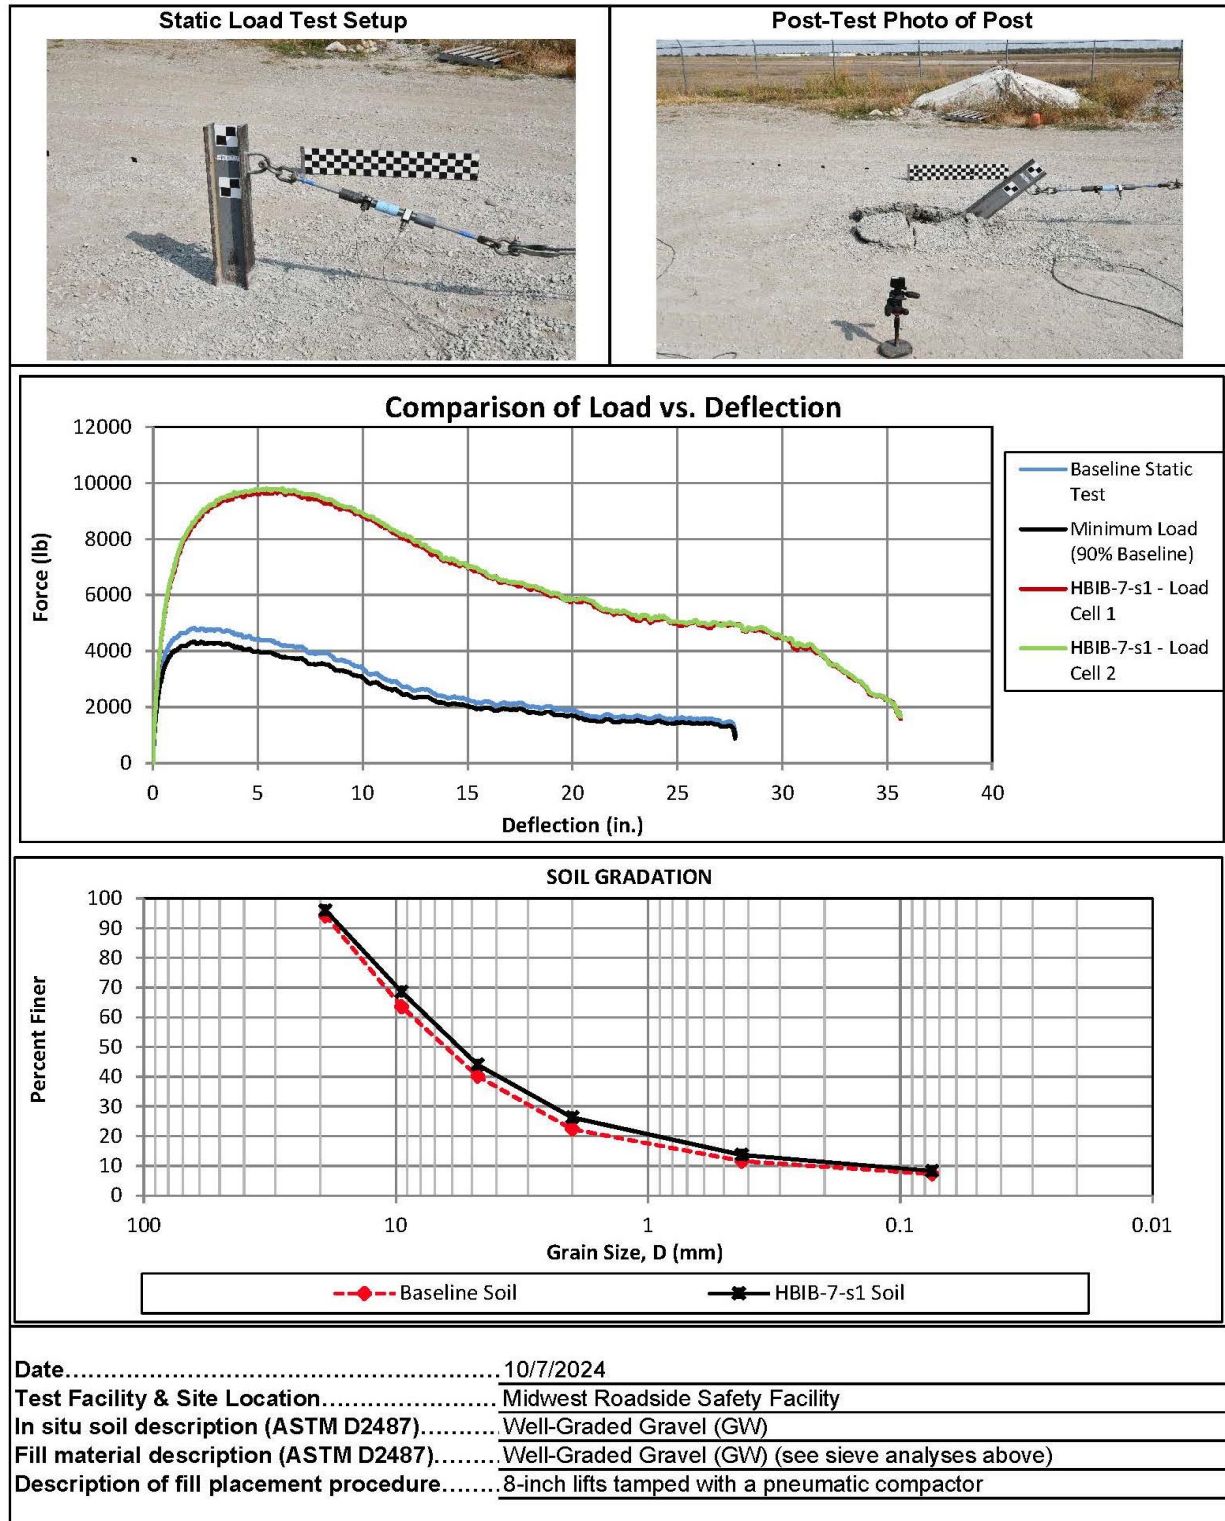 Static Load Test Setup
Post-Test Photo of Post
Comparison of Load vs. Deflection
12000
10000
8000
6000
4000
2000
0
Force (lb)
0 5 10 15 20 25 30 35 40
Deflection (in.)
Baseline Static
Test
Minimum Load
(90% Baseline)
HBIB-7-s1 - Load
Cell 1
HBIB-7-s1 - Load
Cell 2
SOIL GRADATION
100
90
80
70
60
50
40
30
20
10
0
Percent Finer
100 10 1 0.1 0.01
Grain Size, D (mm)
Baseline Soil HBIB-7-s1 Soil
Date............................................. 10/7/2024
Test Facility & Site Location.................. Midwest Roadside Safety Facility
In situ soil description (ASTM D2487)........ Well-Graded Gravel (GW)
Fill material description (ASTM D2487)....... Well-Graded Gravel (GW) (see sieve analyses above)
Description of fill placement procedure....... 8-inch lifts tamped with a pneumatic compactor